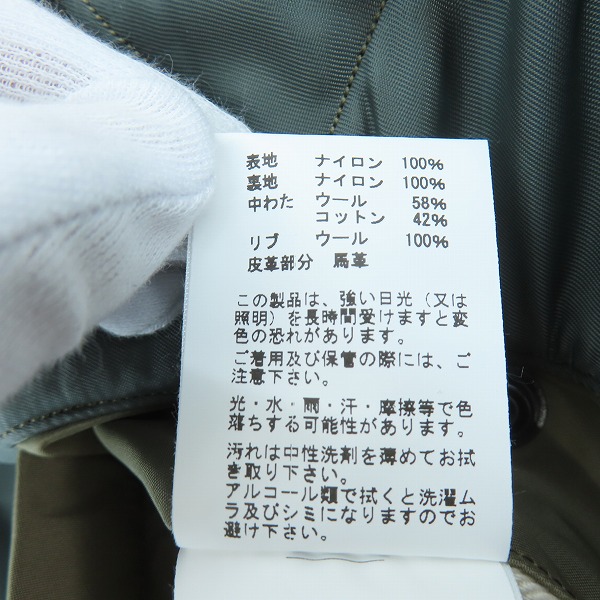 表地 ナイロン 100%
裏地 ナイロン 100%
中わた ウール 58%
コットン 42%
リブ ウール 100%
皮革部分 馬革
この製品は、強い日光（又は
照明）を長時間受けますと変
色の恐れがあります。
ご着用及び保管の際には、ご
注意下さい。
光・水・雨・汗・摩擦等で色
落ちする可能性があります。
汚れは中性洗剤を薄めてお拭
き取り下さい。
アルコール類で拭くと洗濯ム
ラ及びシミになりますのでお
避け下さい。